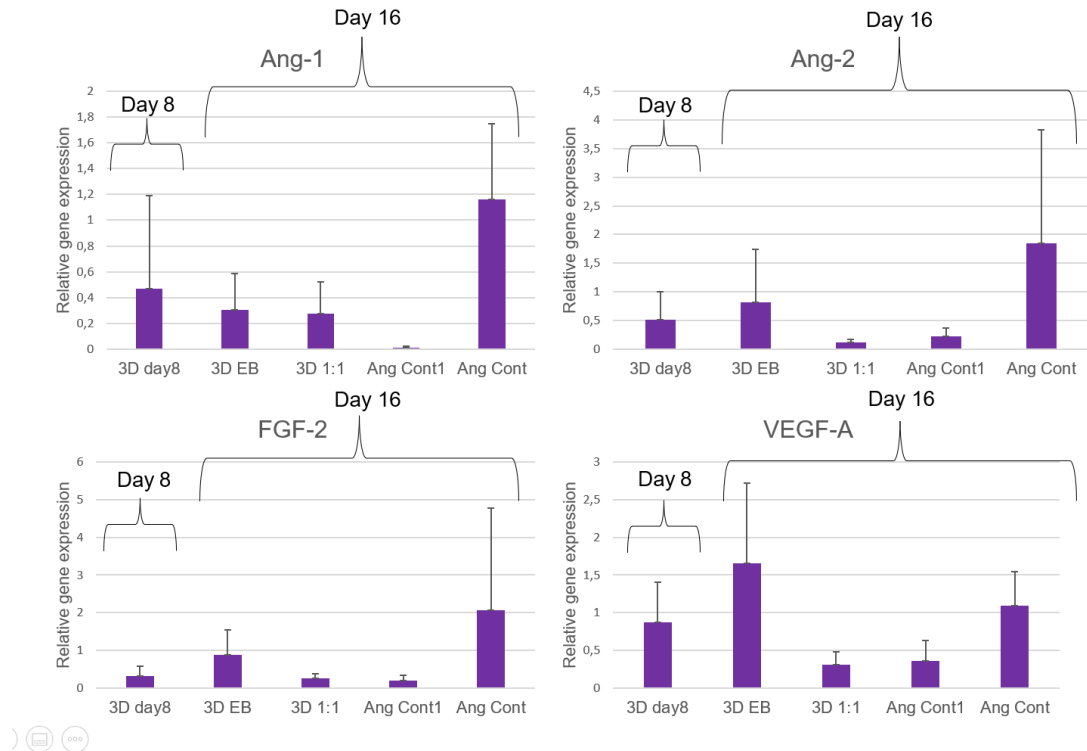 Day 16
Ang-1
Day 8
Relative gene expression
2
1,8
1,6
1,4
1,2
1
0,8
0,6
0,4
0,2
0
3D day8 3D EB 3D 1:1 Ang Cont1 Ang Cont
Day 16
Ang-2
Day 8
Relative gene expression
4,5
4
3,5
3
2,5
2
1,5
1
0,5
0
3D day8 3D EB 3D 1:1 Ang Cont1 Ang Cont
Day 16
FGF-2
Day 8
Relative gene expression
6
5
4
3
2
1
0
3D day8 3D EB 3D 1:1 Ang Cont1 Ang Cont
Day 16
VEGF-A
Day 8
Relative gene expression
3
2,5
2
1,5
1
0,5
0
3D day8 3D EB 3D 1:1 Ang Cont1 Ang Cont